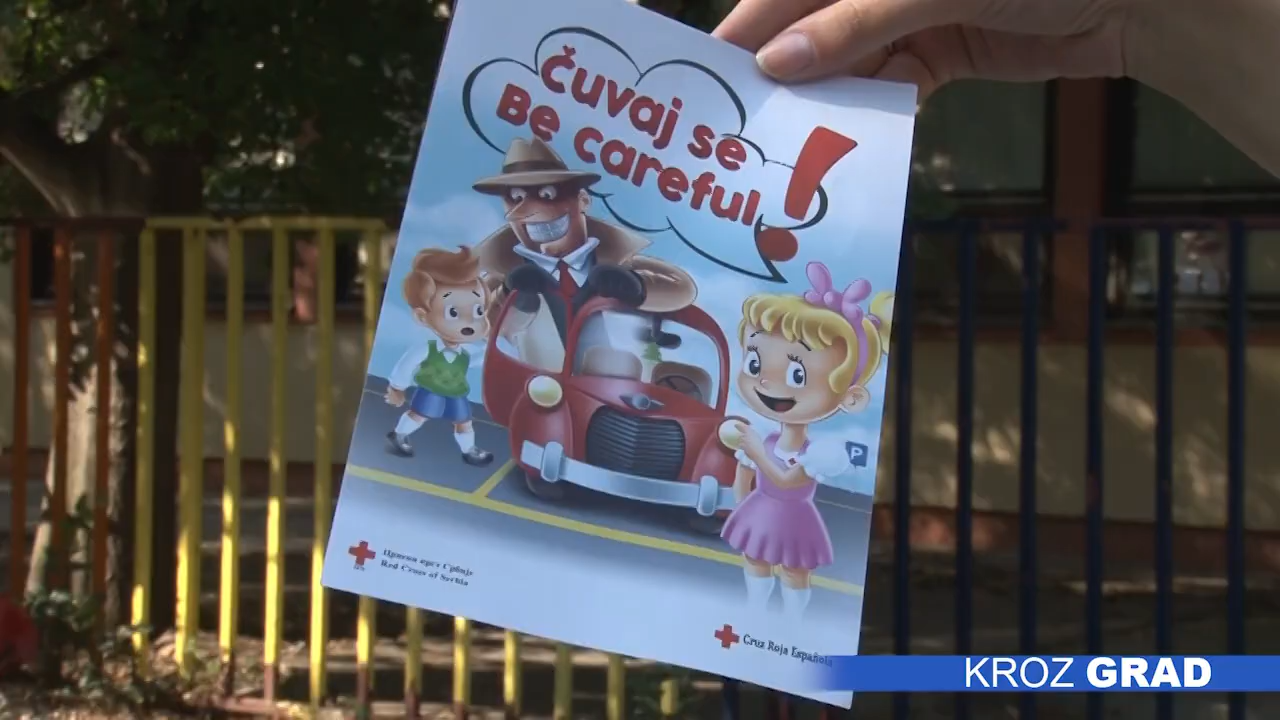 Čuvaj se
Be careful!
P
Црвени крст Србије
Red Cross of Serbia
Cruz Roja Española
KROZ GRAD